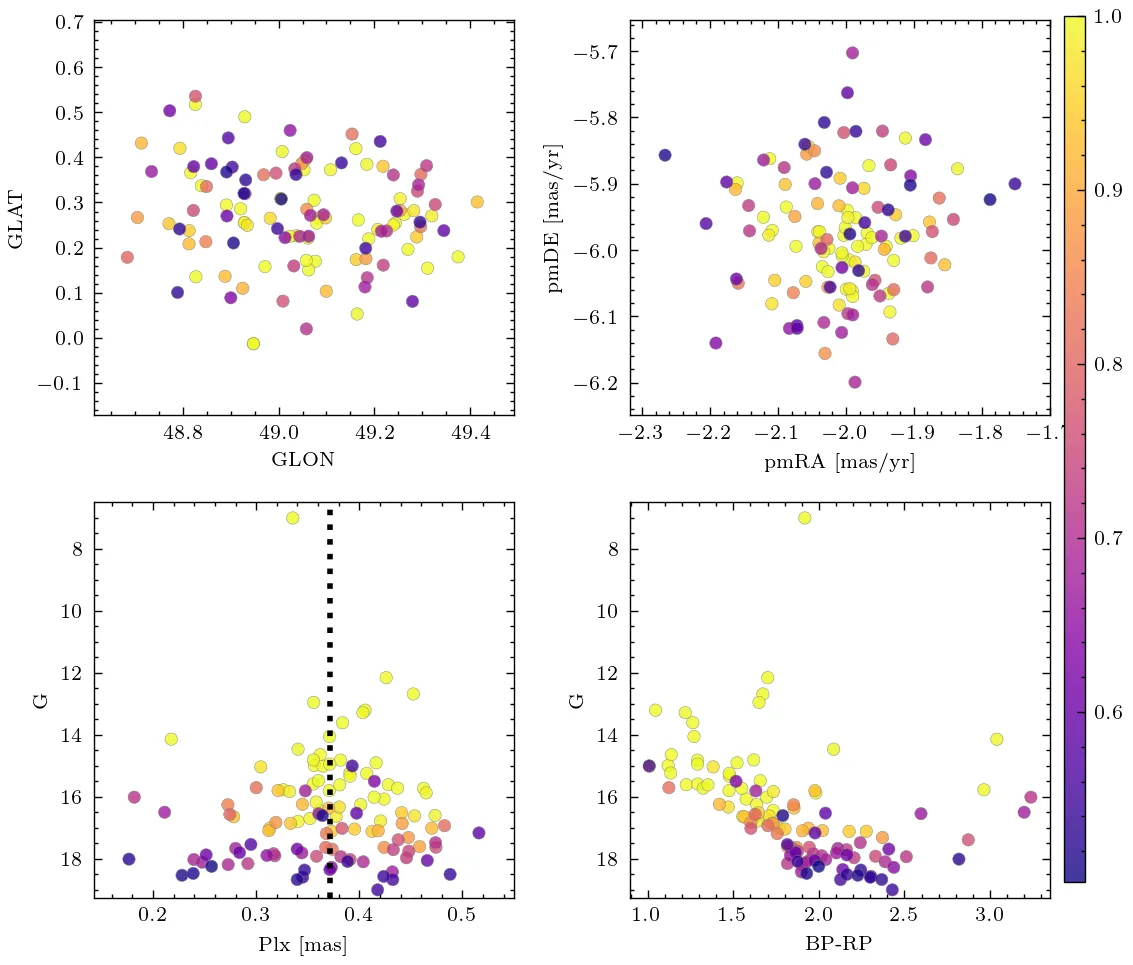 0.7
0.6
0.5
0.4
0.3
0.2
0.1
0.0
−0.1
GLAT
48.8 49.0 49.2 49.4
GLON
−5.7
−5.8
−5.9
−6.0
−6.1
−6.2
pmDE [mas/yr]
−2.3 −2.2 −2.1 −2.0 −1.9 −1.8 −1.7
pmRA [mas/yr]
1.0
0.9
0.8
0.7
0.6
8
10
12
14
16
18
G
0.2 0.3 0.4 0.5
Plx [mas]
8
10
12
14
16
18
G
1.0 1.5 2.0 2.5 3.0
BP-RP